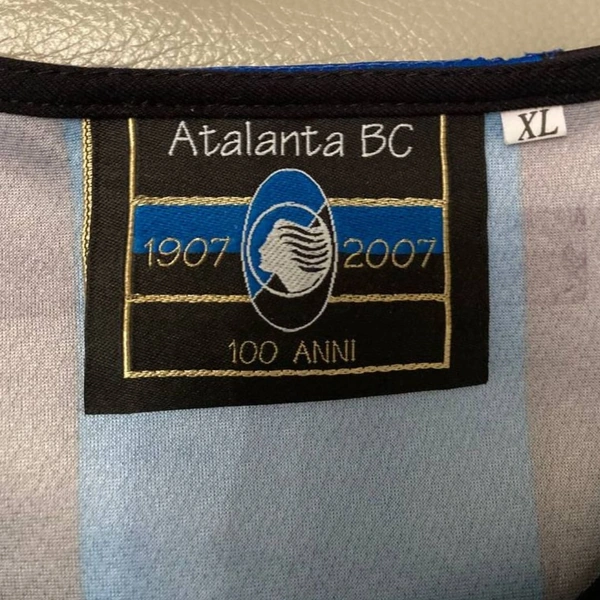 Atalanta BC
XL
1907 2007
100 ANNI